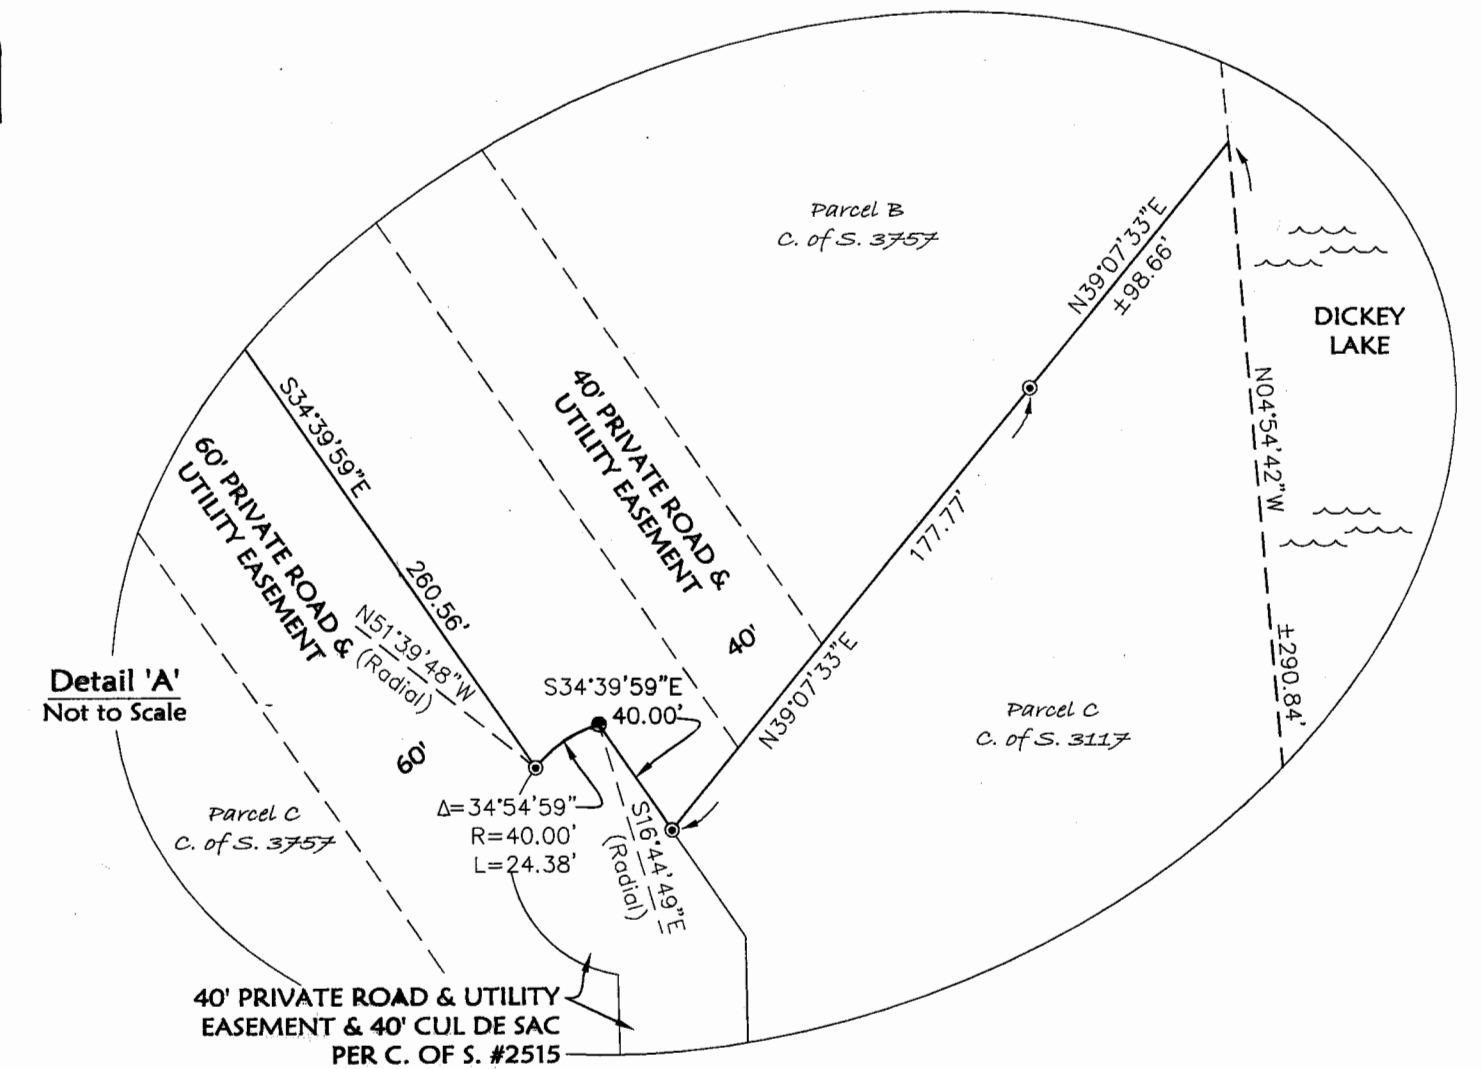 Parcel B
C. of S. 3757
N39°07'33"E
±98.66'
DICKEY
LAKE
N04°54'42"W
±290.84'
40' PRIVATE ROAD &
UTILITY EASEMENT
40'
177.77'
N39°07'33"E
S34°39'59"E
260.56'
60' PRIVATE ROAD &
UTILITY EASEMENT
60'
N51°39'48"W
(Radial)
Detail 'A'
Not to Scale
S34°39'59"E
40.00'
Parcel C
C. of S. 3117
Δ=34°54'59"
R=40.00'
L=24.38'
S16°44'49"E
(Radial)
Parcel C
C. of S. 3757
40' PRIVATE ROAD & UTILITY
EASEMENT & 40' CUL DE SAC
PER C. OF S. #2515